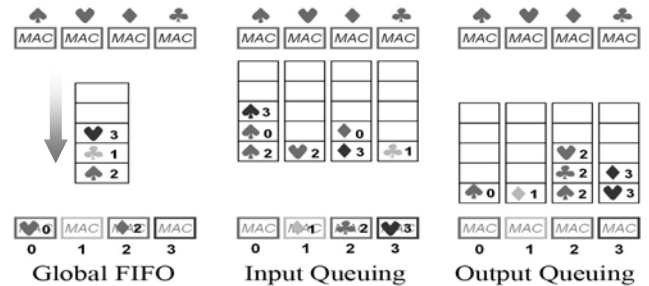 MAC MAC MAC MAC
3
1
2
0 MAC 2 MAC
0 1 2 3
Global FIFO
MAC MAC MAC MAC
3
0 0
2 2 3 1
MAC 1 2 3
0 1 2 3
Input Queuing
MAC MAC MAC MAC
2
2 3
0 1 2 3
MAC MAC MAC MAC
0 1 2 3
Output Queuing